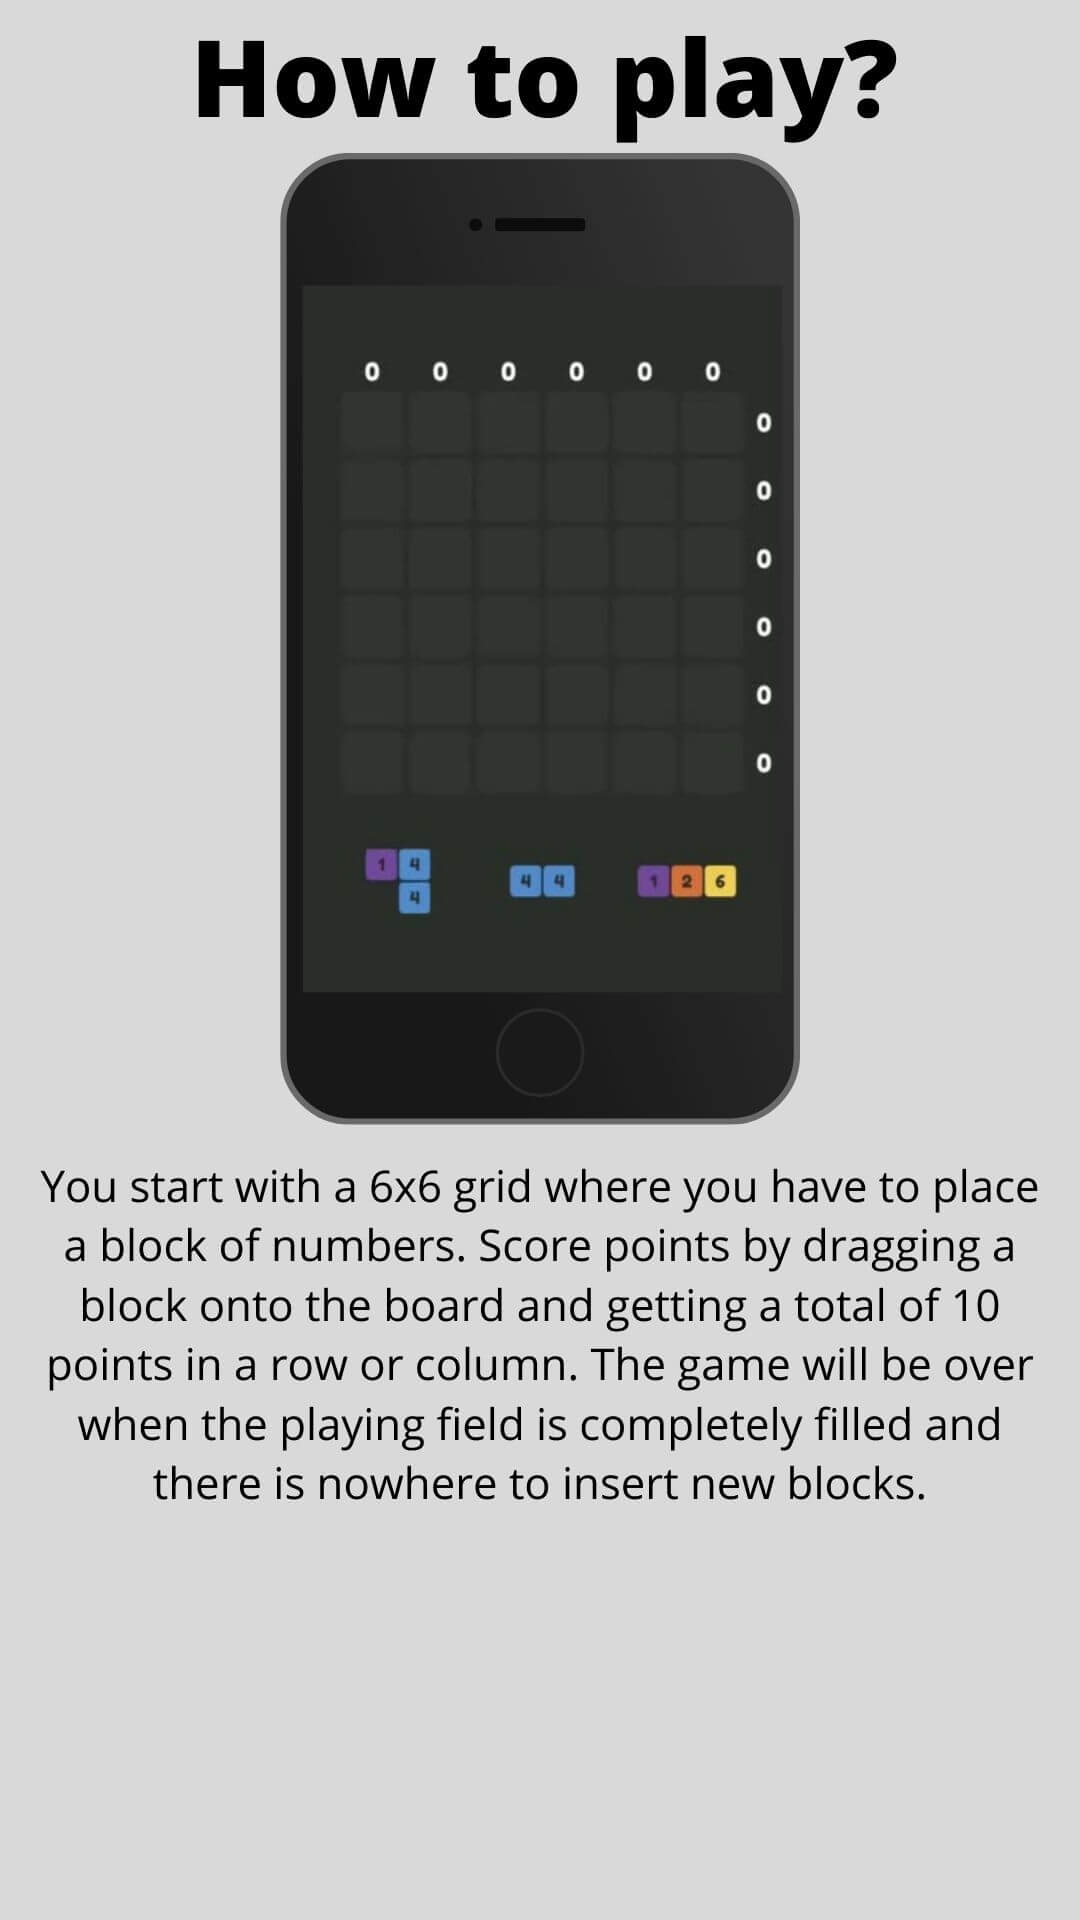 How to play?
0 0 0 0 0 0
0
0
0
0
0
0
1 4
4
4 4
1 2 6
You start with a 6x6 grid where you have to place
a block of numbers. Score points by dragging a
block onto the board and getting a total of 10
points in a row or column. The game will be over
when the playing field is completely filled and
there is nowhere to insert new blocks.